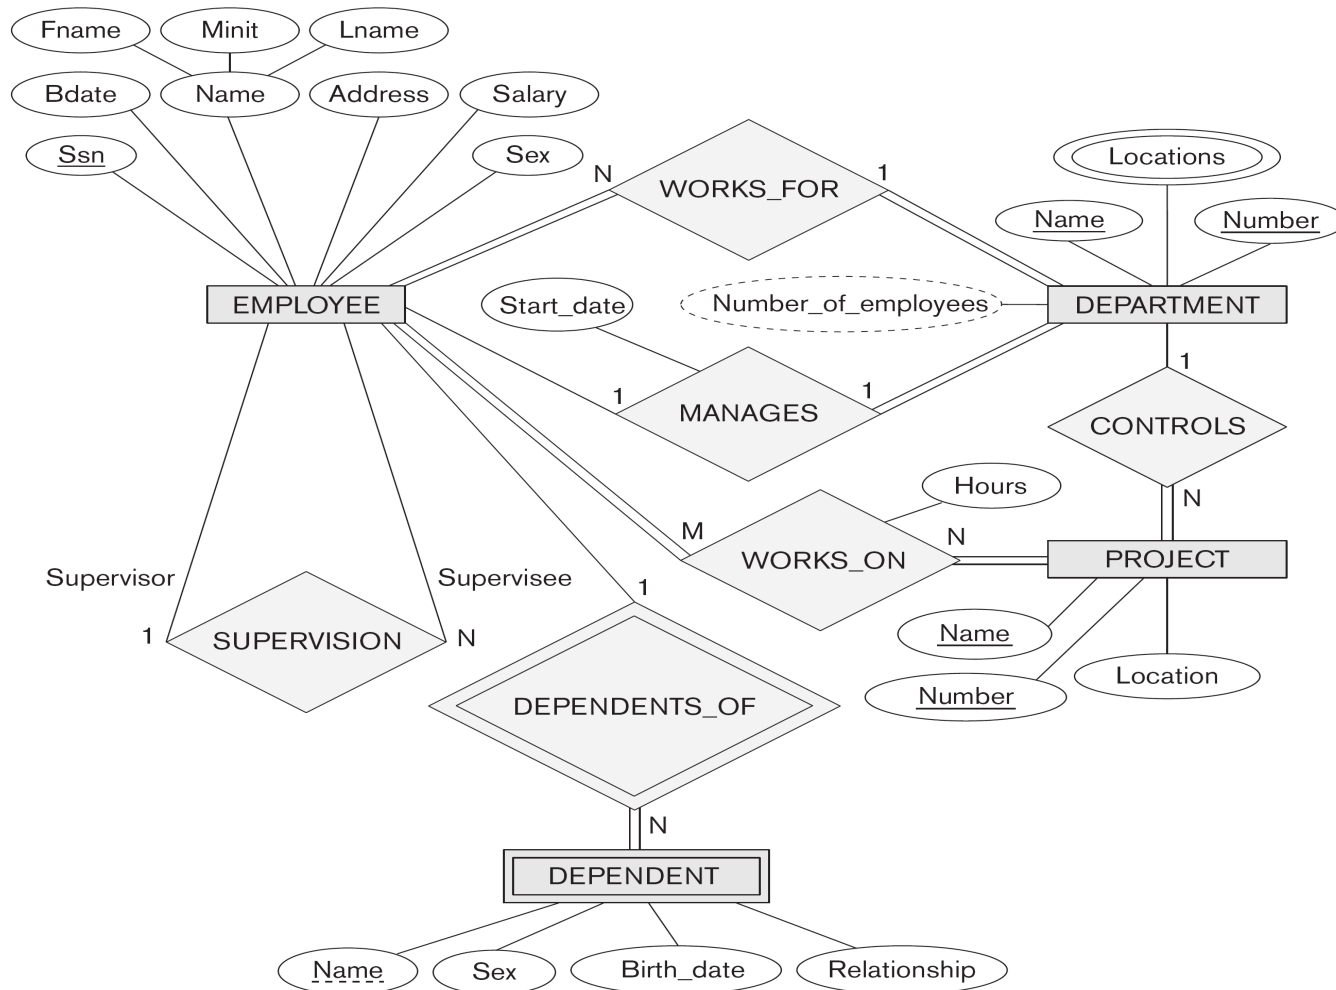 Fname Minit Lname
Bdate Name Address Salary
Ssn Sex
N WORKS_FOR 1
Locations
Name Number
EMPLOYEE Start_date Number_of_employees DEPARTMENT
1 MANAGES 1
1
CONTROLS
N
Hours
M WORKS_ON N
PROJECT
Supervisor Supervisee
1 SUPERVISION N
1
Name
Number
Location
DEPENDENTS_OF
N
DEPENDENT
Name Sex Birth_date Relationship